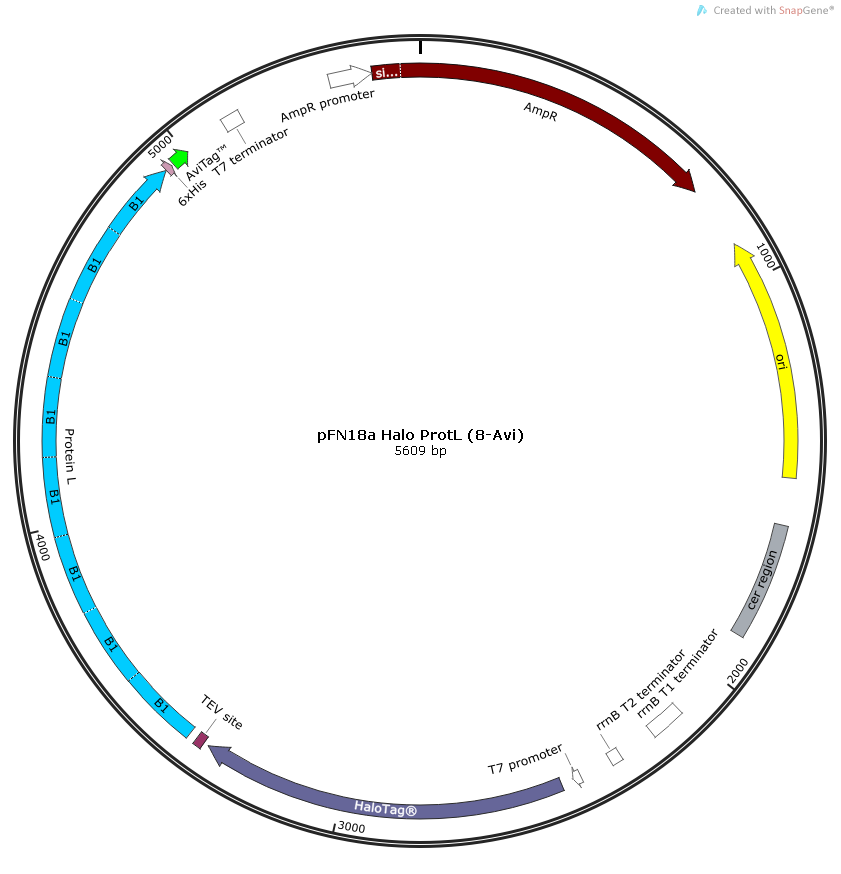 Created with SnapGene®
sl...
AmpR promoter
AmpR
T7 terminator
AviTag™
6xHis
5000
1000
B1
B1
B1
B1
B1
B1
B1
B1
Protein L
ori
pFN18a Halo ProtL (8-Avi)
5609 bp
4000
cer region
2000
rrnB T1 terminator
rrnB T2 terminator
TEV site
T7 promoter
HaloTag®
3000